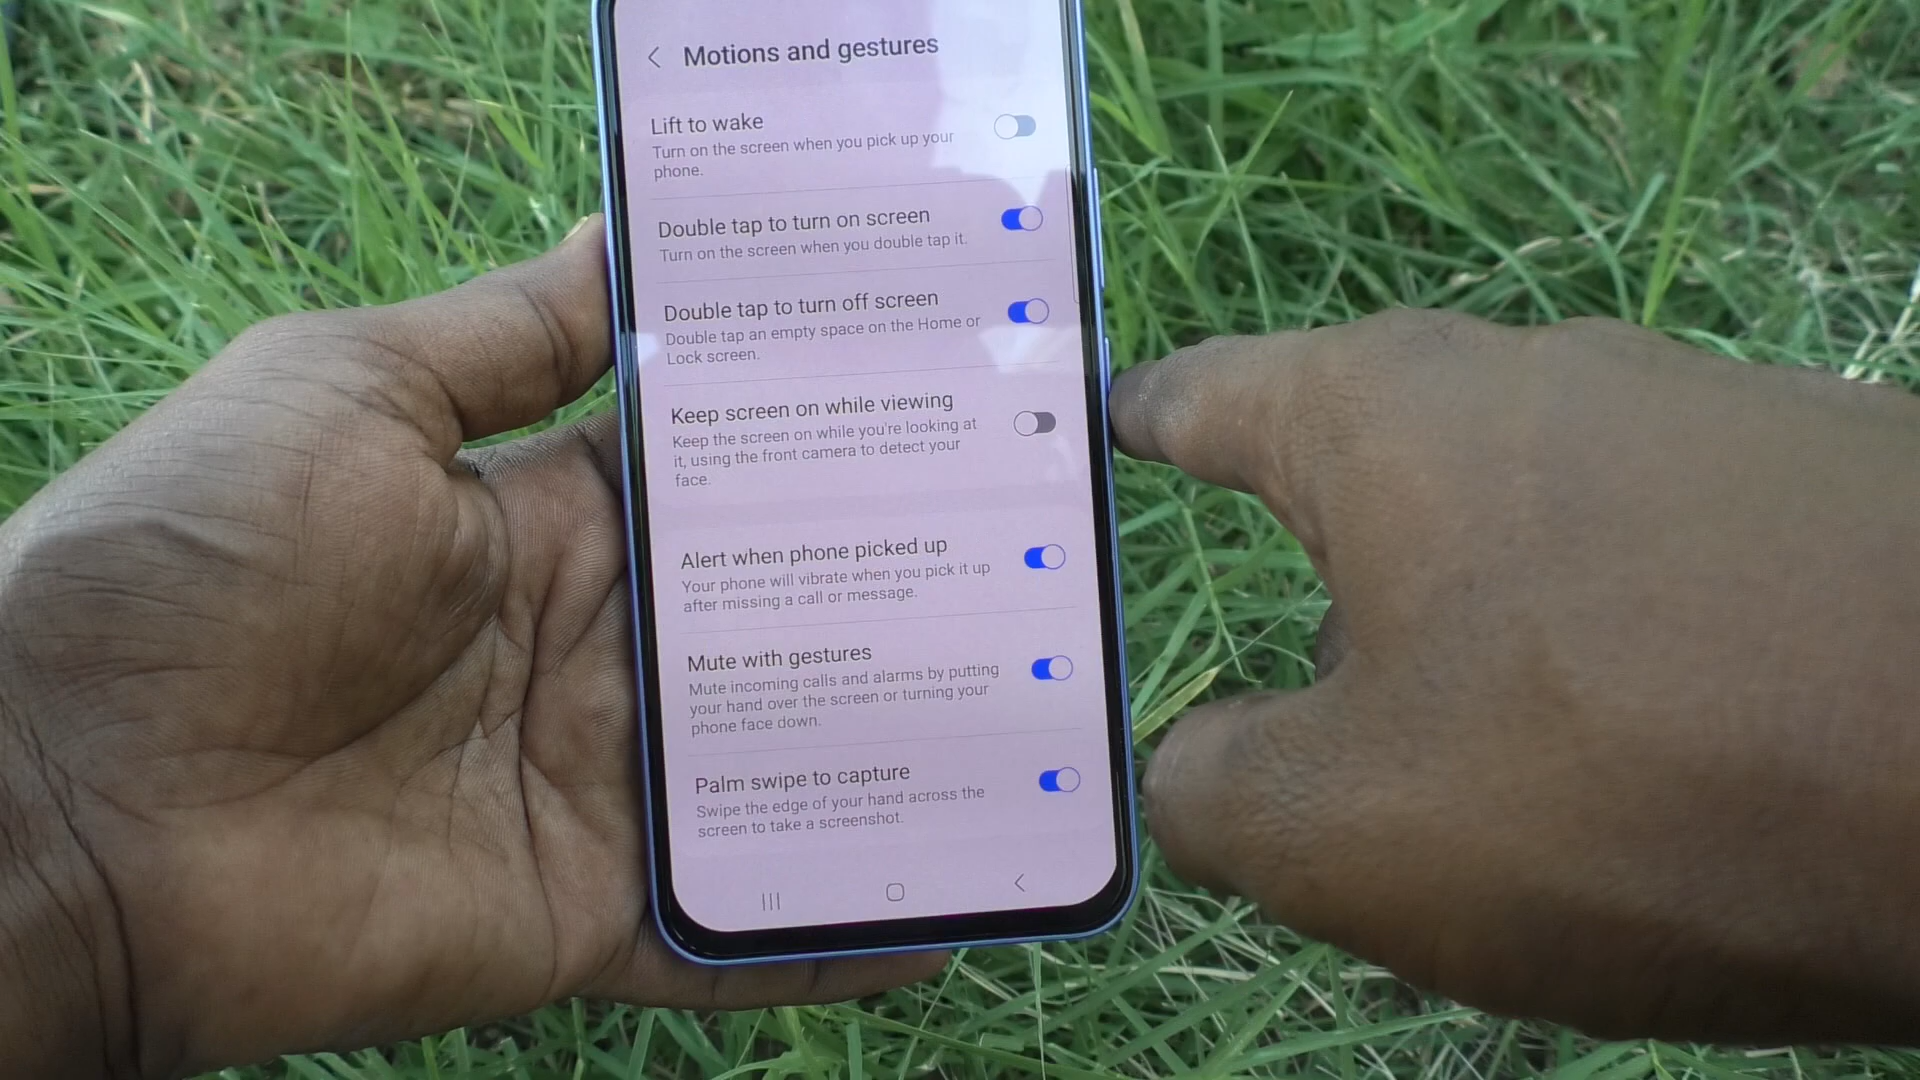 Motions and gestures
Lift to wake
Turn on the screen when you pick up your
phone.
Double tap to turn on screen
Turn on the screen when you double tap it.
Double tap to turn off screen
Double tap an empty space on the Home or
Lock screen.
Keep screen on while viewing
Keep the screen on while you're looking at
it, using the front camera to detect your
face.
Alert when phone picked up
Your phone will vibrate when you pick it up
after missing a call or message.
Mute with gestures
Mute incoming calls and alarms by putting
your hand over the screen or turning your
phone face down.
Palm swipe to capture
Swipe the edge of your hand across the
screen to take a screenshot.